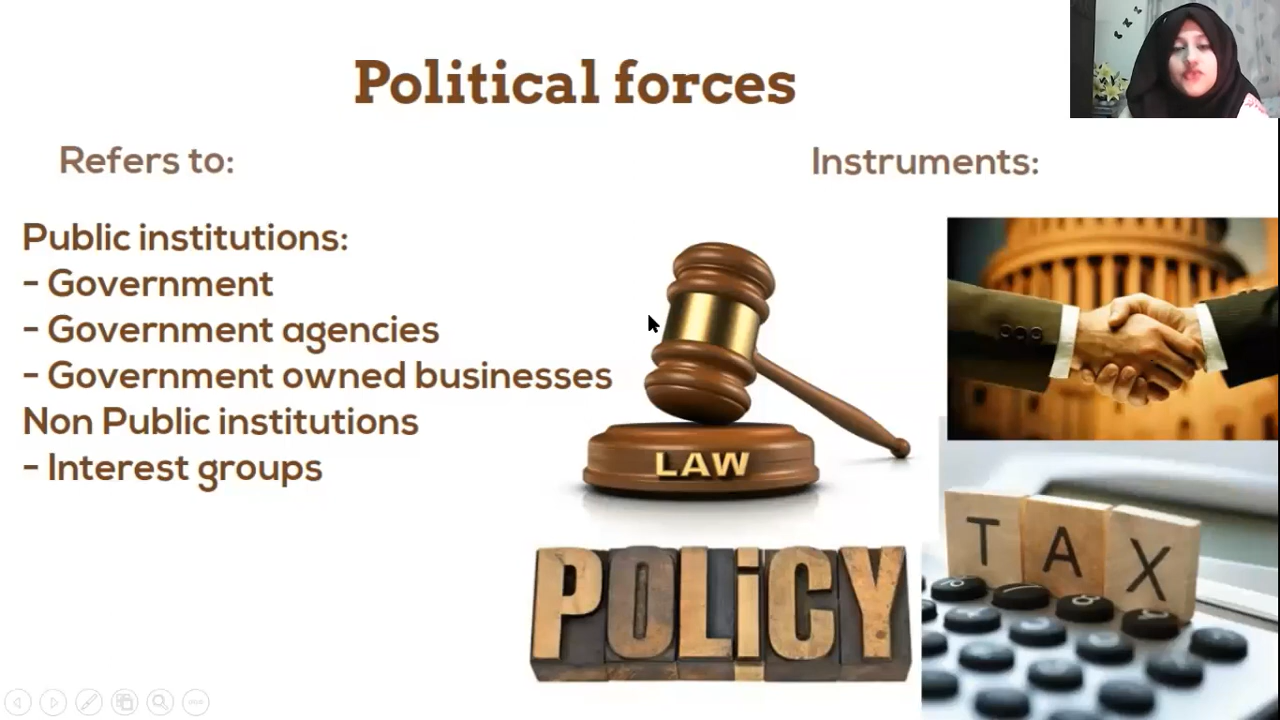 Political forces
Refers to:
Instruments:
Public institutions:
- Government
- Government agencies
- Government owned businesses
Non Public institutions
- Interest groups
LAW
POLiCY
TAX